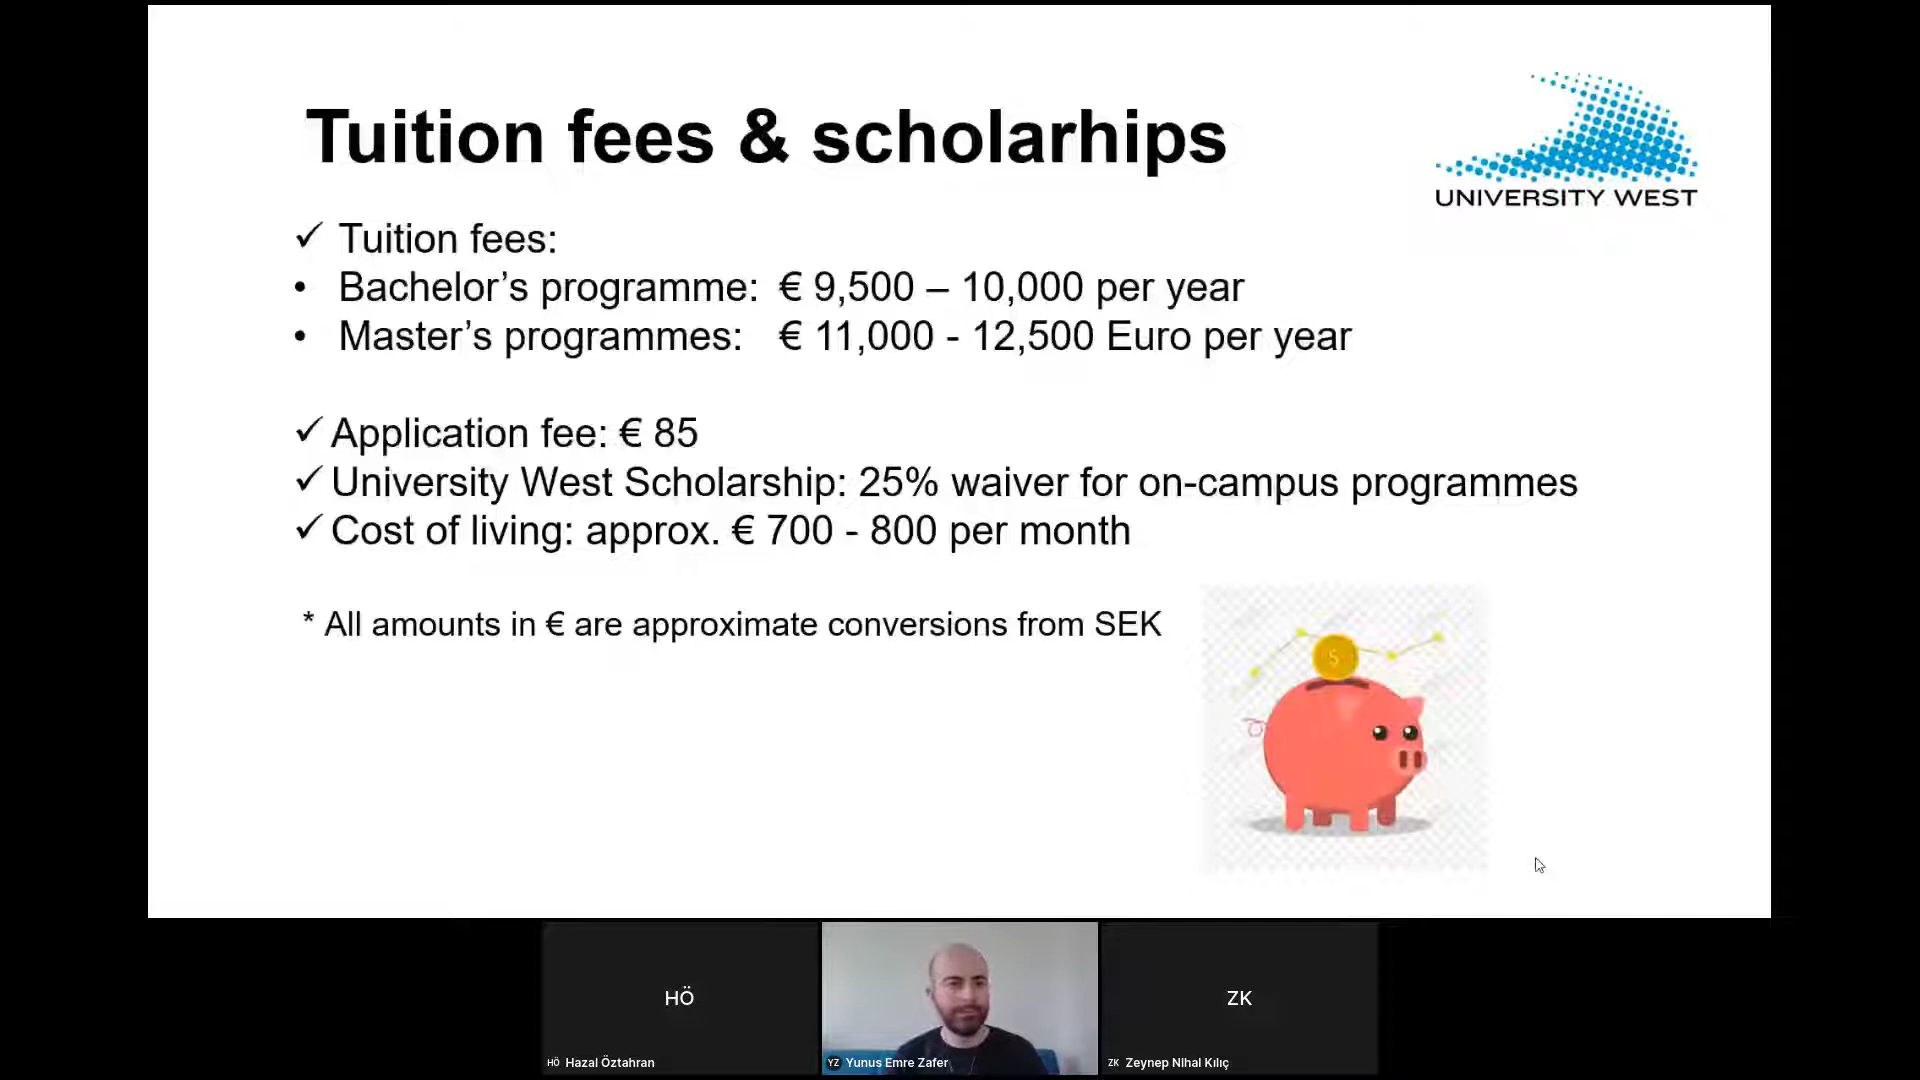 Tuition fees & scholarhips
UNIVERSITY WEST
✓ Tuition fees:
• Bachelor’s programme: € 9,500 – 10,000 per year
• Master’s programmes: € 11,000 - 12,500 Euro per year
✓ Application fee: € 85
✓ University West Scholarship: 25% waiver for on-campus programmes
✓ Cost of living: approx. € 700 - 800 per month
* All amounts in € are approximate conversions from SEK
$
HÖ
ZK
HÖ Hazal Öztahran
YZ Yunus Emre Zafer
ZK Zeynep Nihal Kılıç